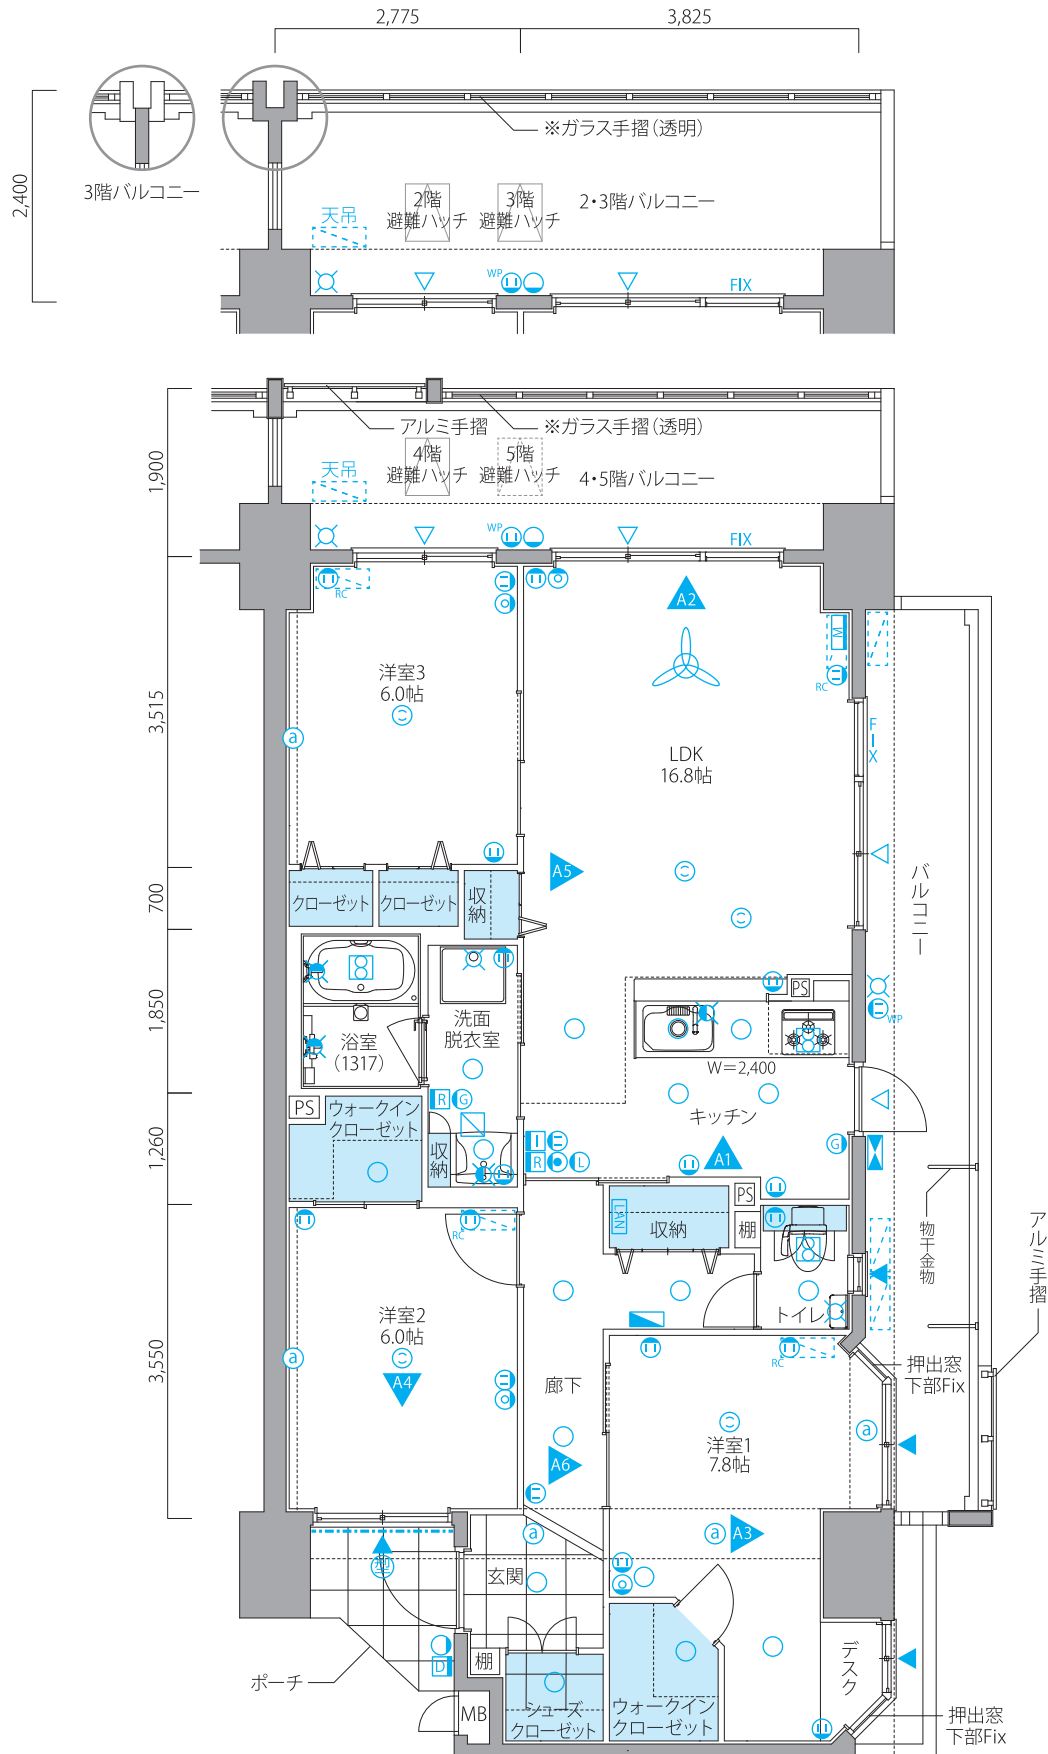 2,775
3,825
2,400
3階バルコニー
※ガラス手摺(透明)
天吊
2階
避難ハッチ
3階
避難ハッチ
2・3階バルコニー
WP
FIX
アルミ手摺
※ガラス手摺(透明)
1,900
天吊
4階
避難ハッチ
5階
避難ハッチ
4・5階バルコニー
WP
FIX
RC
A2
M
RC
3,515
洋室3
6.0帖
a
LDK
16.8帖
FIX
A5
700
クローゼット
クローゼット
収納
バルコニー
1,850
浴室
(1317)
洗面
脱衣室
PS
WP
W=2,400
R
G
PS
ウォークイン
クローゼット
キッチン
1,260
収納
R
L
A1
G
PS
LAN
収納
棚
物干金物
アルミ手摺
RC
洋室2
6.0帖
a
A4
3,550
トイレ
RC
押出窓
下部Fix
廊下
洋室1
7.8帖
a
A6
a
a
A3
型
玄関
D
ポーチ
棚
MB
シューズ
クローゼット
ウォークイン
クローゼット
デスク
押出窓
下部Fix